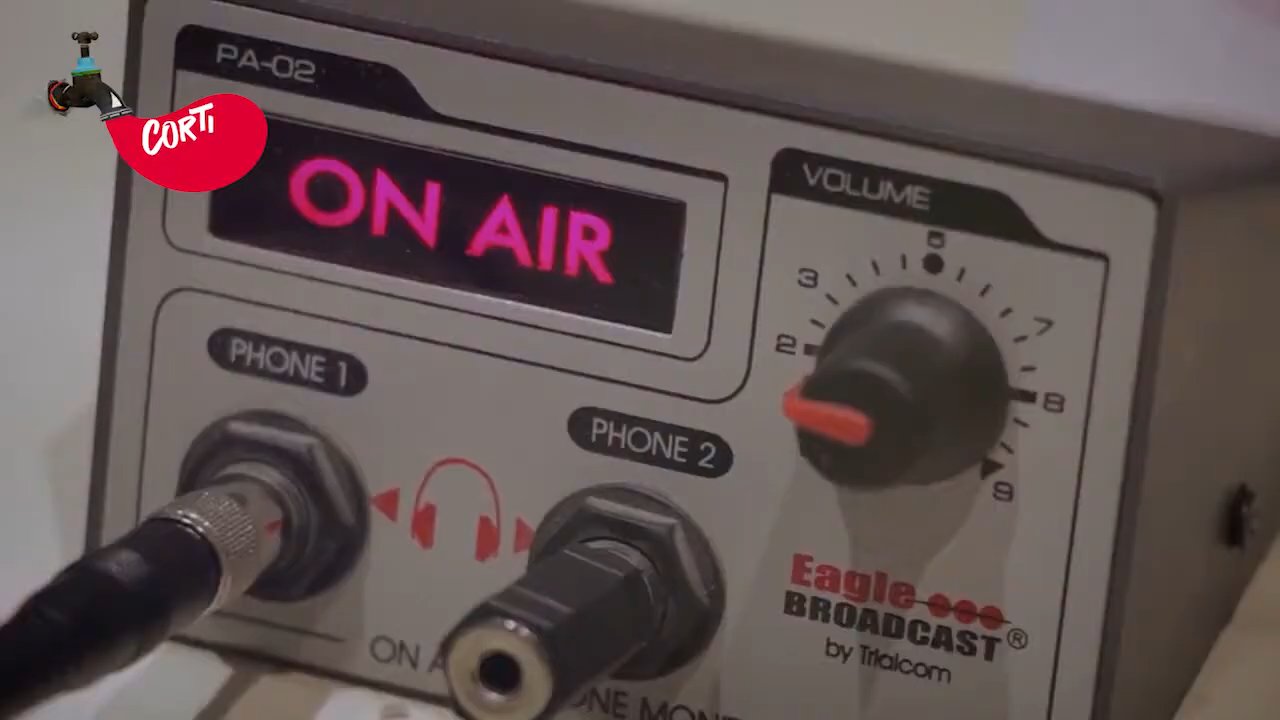 PA-02
CORTI
ON AIR
VOLUME
5
3
7
2
8
9
PHONE 1
PHONE 2
Eagle
BROADCAST®
by Trialcom
ON